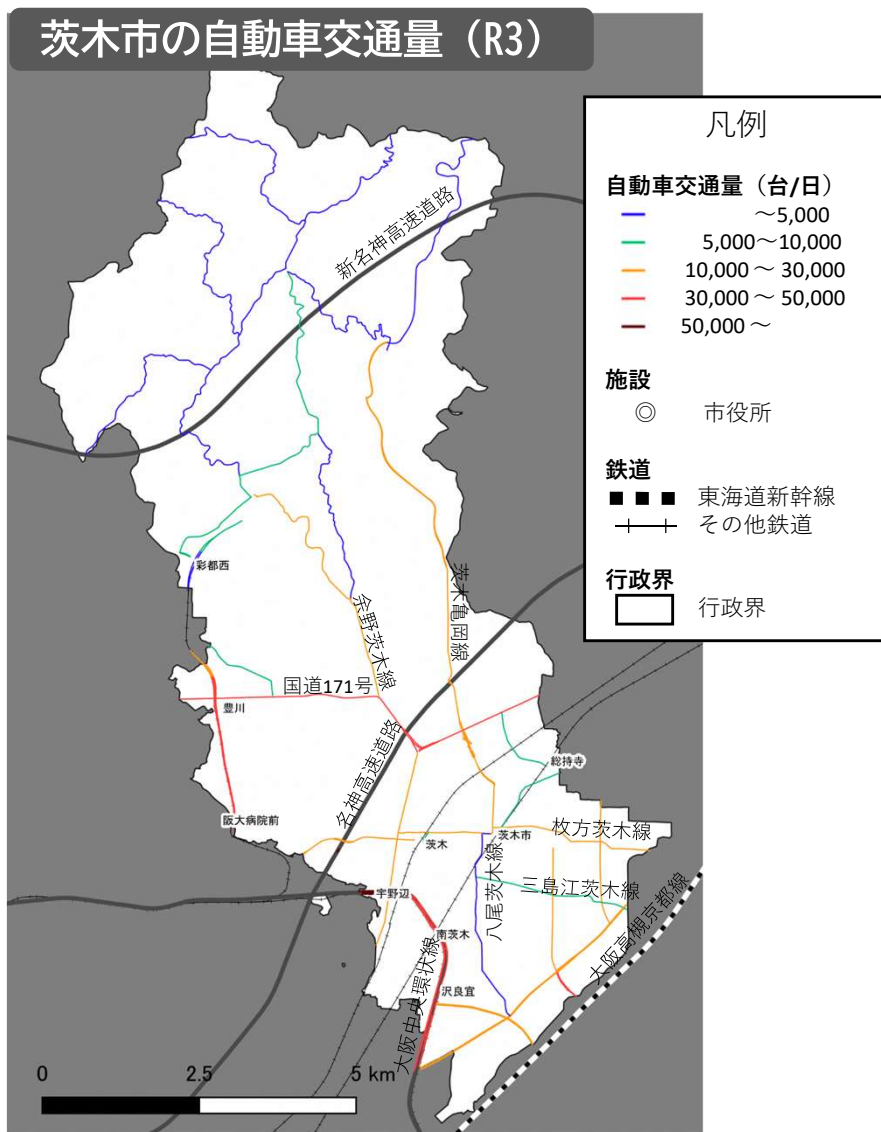 茨木市の自動車交通量（R3）
凡例
自動車交通量（台/日）
～5,000
5,000～10,000
10,000 ～ 30,000
30,000 ～ 50,000
50,000 ～
施設
◎ 市役所
鉄道
東海道新幹線
その他鉄道
行政界
行政界
新名神高速道路
彩都西
余野茨木線
茨木亀岡線
国道171号
豊川
名神高速道路
総持寺
阪大病院前
茨木
茨木市
枚方茨木線
八尾茨木線
三島江茨木線
宇野辺
南茨木
大阪高槻京都線
沢良宜
大阪中央環状線
0 2.5 5 km